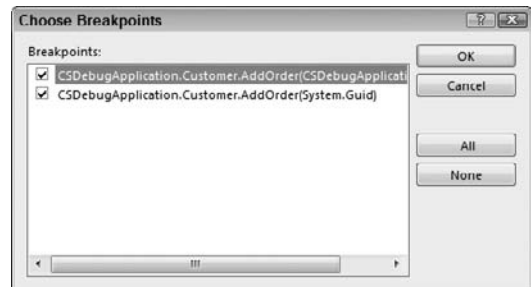 Choose Breakpoints
Breakpoints:
CSDebugApplication.Customer.AddOrder(CSDebugApplicati
CSDebugApplication.Customer.AddOrder(System.Guid)
OK
Cancel
All
None